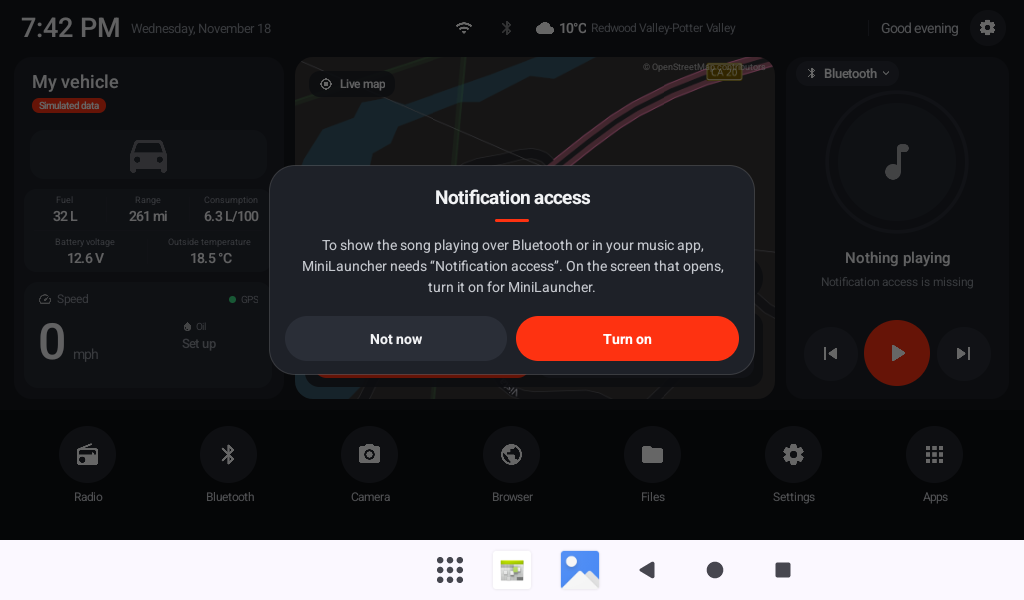 7:42 PM
Wednesday, November 18
10°C
Redwood Valley-Potter Valley
Good evening
My vehicle
Simulated data
Fuel
Range
Consumption
32 L
261 mi
6.3 L/100
Battery voltage
Outside temperature
12.6 V
18.5 °C
Speed
GPS
0 mph
Oil
Set up
Live map
© OpenStreetMap contributors
CA 20
Notification access
To show the song playing over Bluetooth or in your music app,
MiniLauncher needs “Notification access”. On the screen that opens,
turn it on for MiniLauncher.
Not now
Turn on
Bluetooth
Nothing playing
Notification access is missing
Radio
Bluetooth
Camera
Browser
Files
Settings
Apps